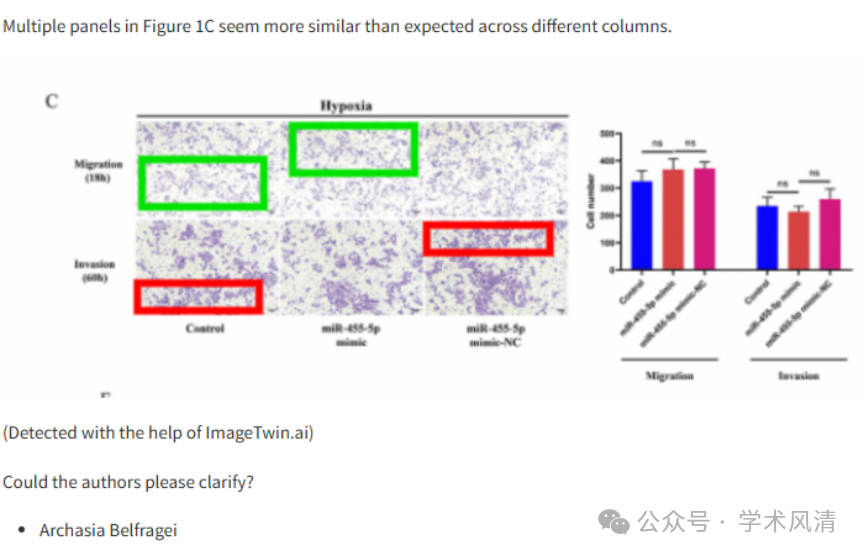 Multiple panels in Figure 1C seem more similar than expected across different columns.
C
Hypoxia
Migration
(18h)
Invasion
(60h)
Control
miR-455-5p
mimic
miR-455-5p
mimic-NC
Cell number
500
400
300
200
100
0
ns
ns
ns
ns
Control
miR-455-5p mimic
miR-455-5p mimic-NC
Control
miR-455-5p mimic
miR-455-5p mimic-NC
Migration
Invasion
(Detected with the help of ImageTwin.ai)
Could the authors please clarify?
• Archasia Belfragei
公众号 · 学术风清